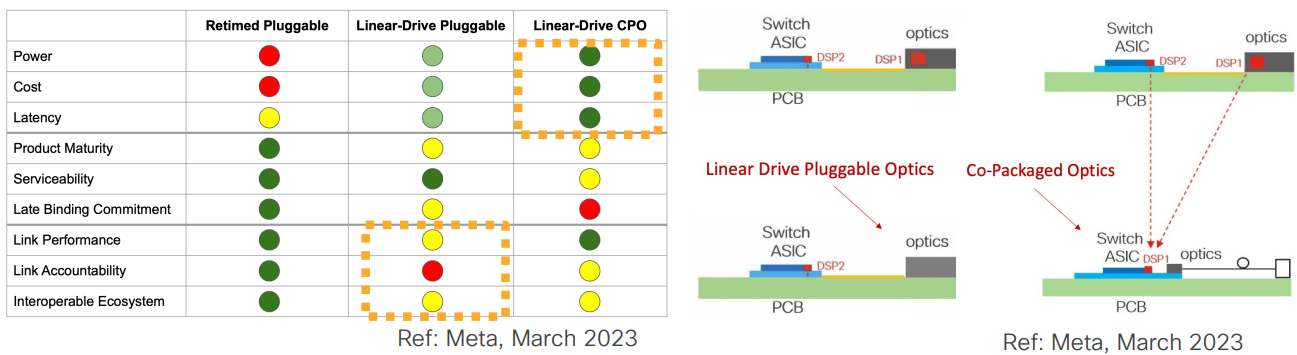 Retimed Pluggable Linear-Drive Pluggable Linear-Drive CPO
Power
Cost
Latency
Product Maturity
Serviceability
Late Binding Commitment
Link Performance
Link Accountability
Interoperable Ecosystem
Ref: Meta, March 2023
Switch
ASIC
DSP2
DSP1
optics
PCB
Linear Drive Pluggable Optics
Switch
ASIC
DSP2
optics
PCB
Switch
ASIC
DSP2
DSP1
optics
PCB
Co-Packaged Optics
Switch
ASIC
DSP1
optics
PCB
Ref: Meta, March 2023